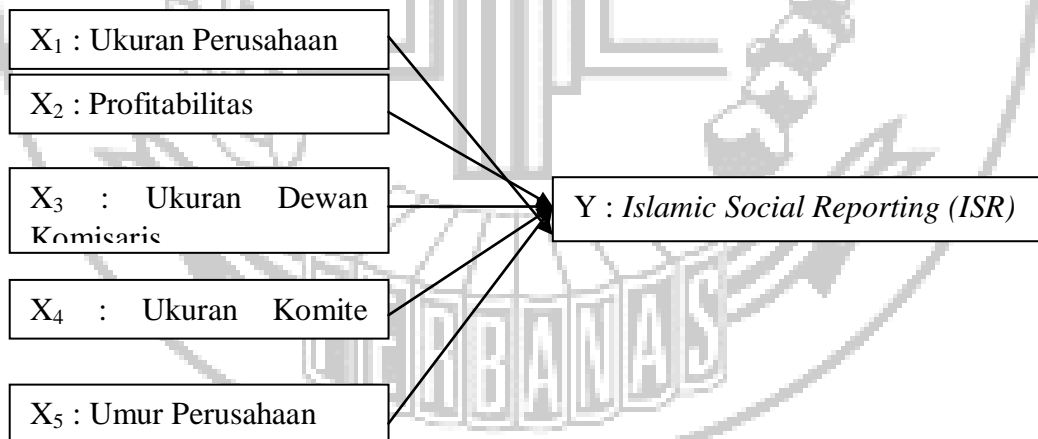 X₁ : Ukuran Perusahaan
X₂ : Profitabilitas
X₃ : Ukuran Dewan
Komisaris
Y : Islamic Social Reporting (ISR)
X₄ : Ukuran Komite
X₅ : Umur Perusahaan